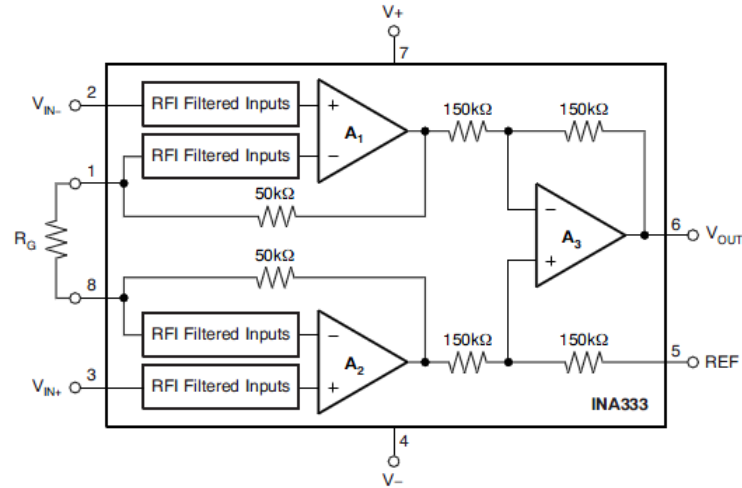 V+
7
150kΩ
150kΩ
2
VIN−
RFI Filtered Inputs
+
A1
RFI Filtered Inputs
−
1
50kΩ
RG
−
A3
+
6
VOUT
8
50kΩ
RFI Filtered Inputs
−
A2
150kΩ
150kΩ
5
REF
3
VIN+
RFI Filtered Inputs
+
INA333
4
V−